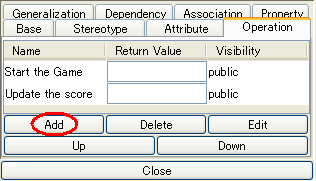 Generalization Dependency Association Property
Base Stereotype Attribute Operation
Name Return Value Visibility
Start the Game public
Update the score public
Add Delete Edit
Up Down
Close